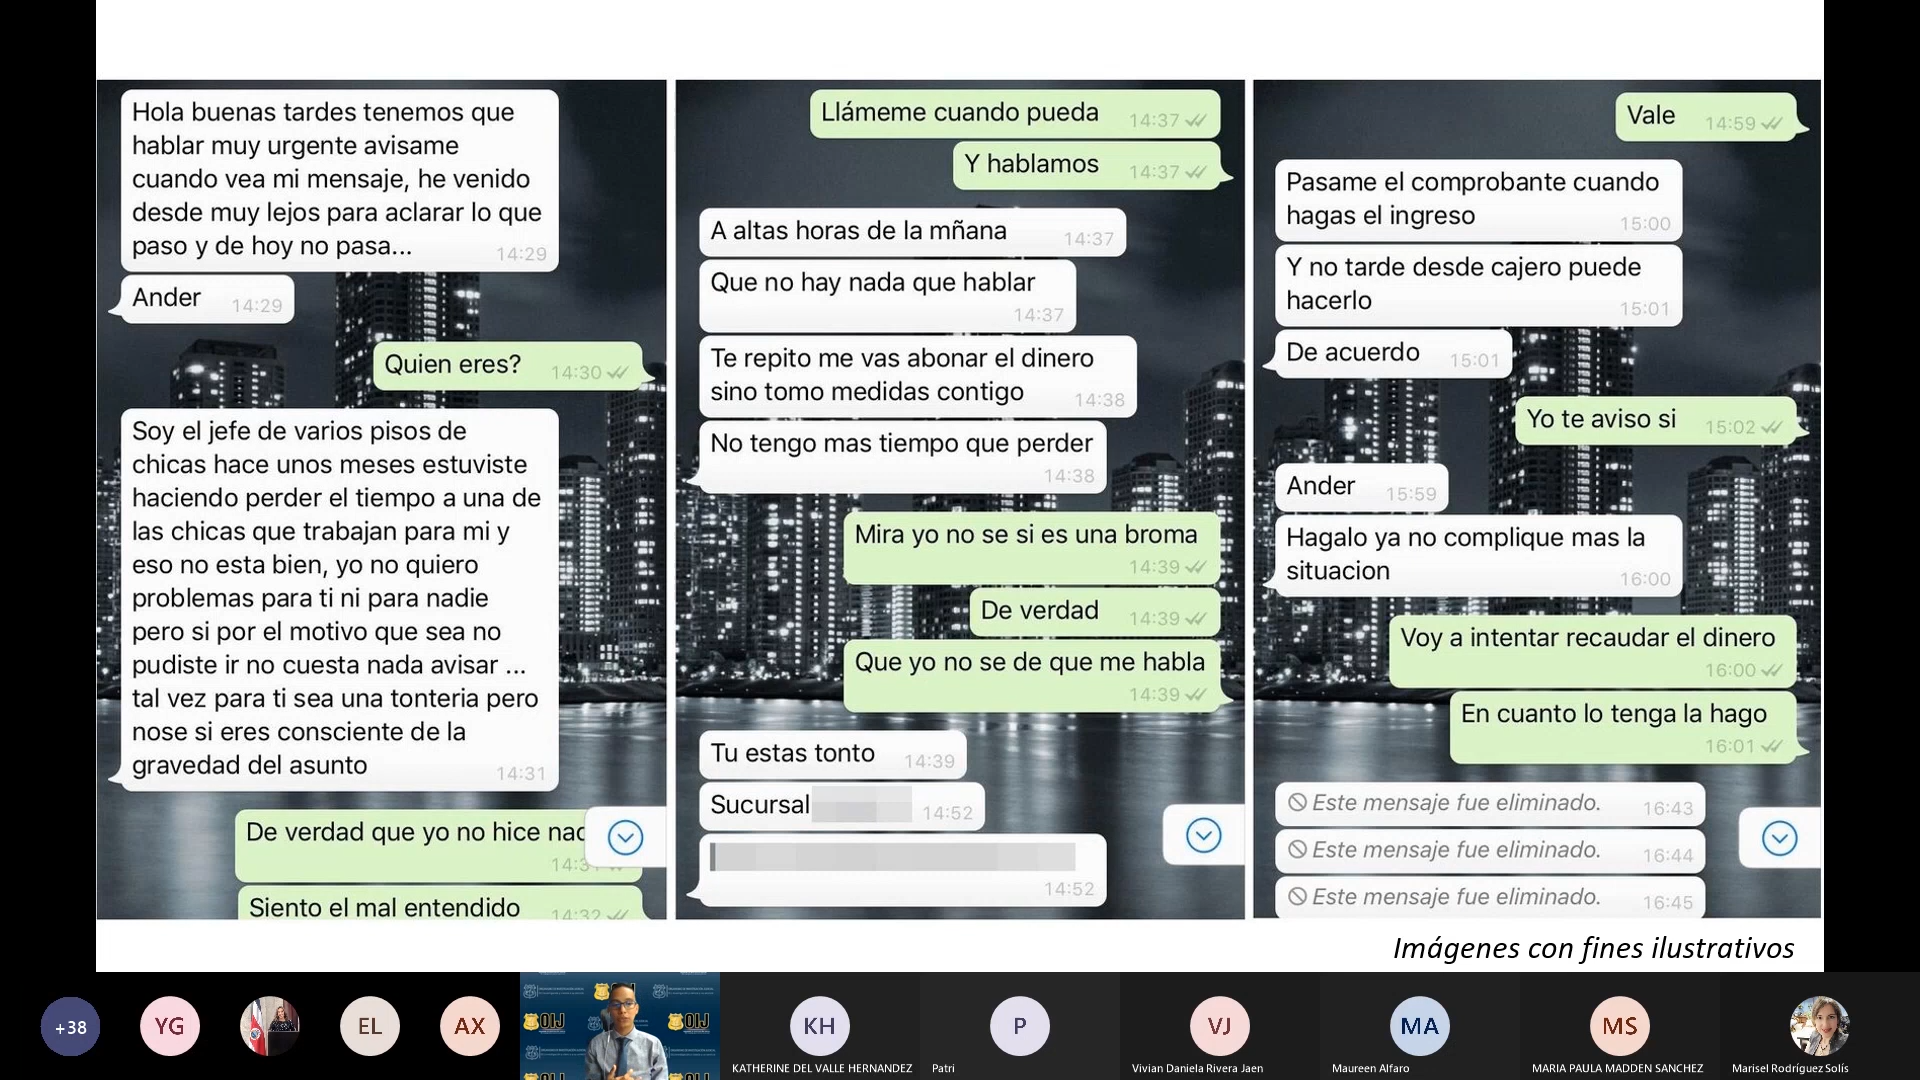 Hola buenas tardes tenemos que
hablar muy urgente avisame
cuando vea mi mensaje, he venido
desde muy lejos para aclarar lo que
paso y de hoy no pasa...
14:29
Ander
14:29
Quien eres?
14:30
Soy el jefe de varios pisos de
chicas hace unos meses estuviste
haciendo perder el tiempo a una de
las chicas que trabajan para mi y
eso no esta bien, yo no quiero
problemas para ti ni para nadie
pero si por el motivo que sea no
pudiste ir no cuesta nada avisar ...
tal vez para ti sea una tonteria pero
nose si eres consciente de la
gravedad del asunto
14:31
De verdad que yo no hice nac
Siento el mal entendido
14:32
Llámeme cuando pueda
14:37
Y hablamos
14:37
A altas horas de la mñana
14:37
Que no hay nada que hablar
14:37
Te repito me vas abonar el dinero
sino tomo medidas contigo
14:38
No tengo mas tiempo que perder
14:38
Mira yo no se si es una broma
14:39
De verdad
14:39
Que yo no se de que me habla
14:39
Tu estas tonto
14:39
Sucursal
14:52
14:52
Vale
14:59
Pasame el comprobante cuando
hagas el ingreso
15:00
Y no tarde desde cajero puede
hacerlo
15:01
De acuerdo
15:01
Yo te aviso si
15:02
Ander
15:59
Hagalo ya no complique mas la
situacion
16:00
Voy a intentar recaudar el dinero
16:00
En cuanto lo tenga la hago
16:01
Este mensaje fue eliminado.
16:43
Este mensaje fue eliminado.
16:44
Este mensaje fue eliminado.
16:45
Imágenes con fines ilustrativos
+38
YG
EL
AX
OIJ
OIJ
KH
KATHERINE DEL VALLE HERNANDEZ
P
Patri
VJ
Vivian Daniela Rivera Jaen
MA
Maureen Alfaro
MS
MARIA PAULA MADDEN SANCHEZ
Marisel Rodríguez Solís